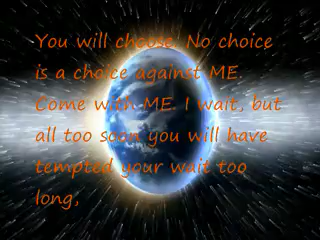 You will choose! No choice
is a choice against ME.
Come with ME. I wait, but
all too soon you will have
tempted your wait too
long,